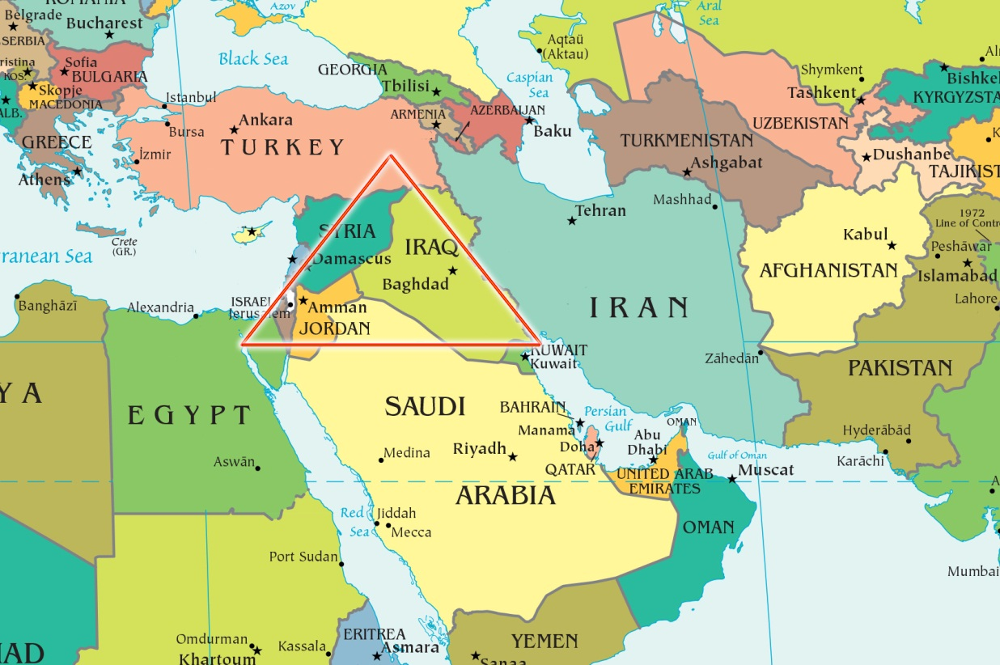 ROMANIA
Azov
Aral
Sea
Belgrade
Bucharest
SERBIA
Aqtaū
(Aktau)
Black Sea
GEORGIA
Tbilisi
Caspian
Sea
Shymkent
Tashkent
Bishkek
KYRGYZSTA
ristina
KOS.
Sofia
BULGARIA
Skopje
MACEDONIA
ALB.
Istanbul
Bursa
Ankara
TURKEY
ARMENIA
AZERBAIJAN
Baku
UZBEKISTAN
TURKMENISTAN
Ashgabat
Dushanbe
TAJIKIST
GREECE
İzmir
Athens
Mashhad
Tehran
1972
Line of Contro
Crete
(GR.)
SYRIA
IRAQ
Kabul
Peshāwar
Islamabad
AFGHANISTAN
Lahore
ranean Sea
Damascus
Baghdad
ISRAEL
Jerusalem
Amman
JORDAN
IRAN
Banghāzī
Alexandria
KUWAIT
Kuwait
Zāhedān
PAKISTAN
YA
EGYPT
SAUDI
ARABIA
BAHRAIN
Manama
Persian
Gulf
Doha
QATAR
Abu
Dhabi
OMAN
UNITED ARAB
EMIRATES
Gulf of Oman
Muscat
Hyderābād
Karāchi
Aswān
Medina
Riyadh
Red
Sea
Jiddah
Mecca
OMAN
Port Sudan
Mumbai
Omdurman
Khartoum
Kassala
ERITREA
Asmara
YEMEN
Sanaa
HAD